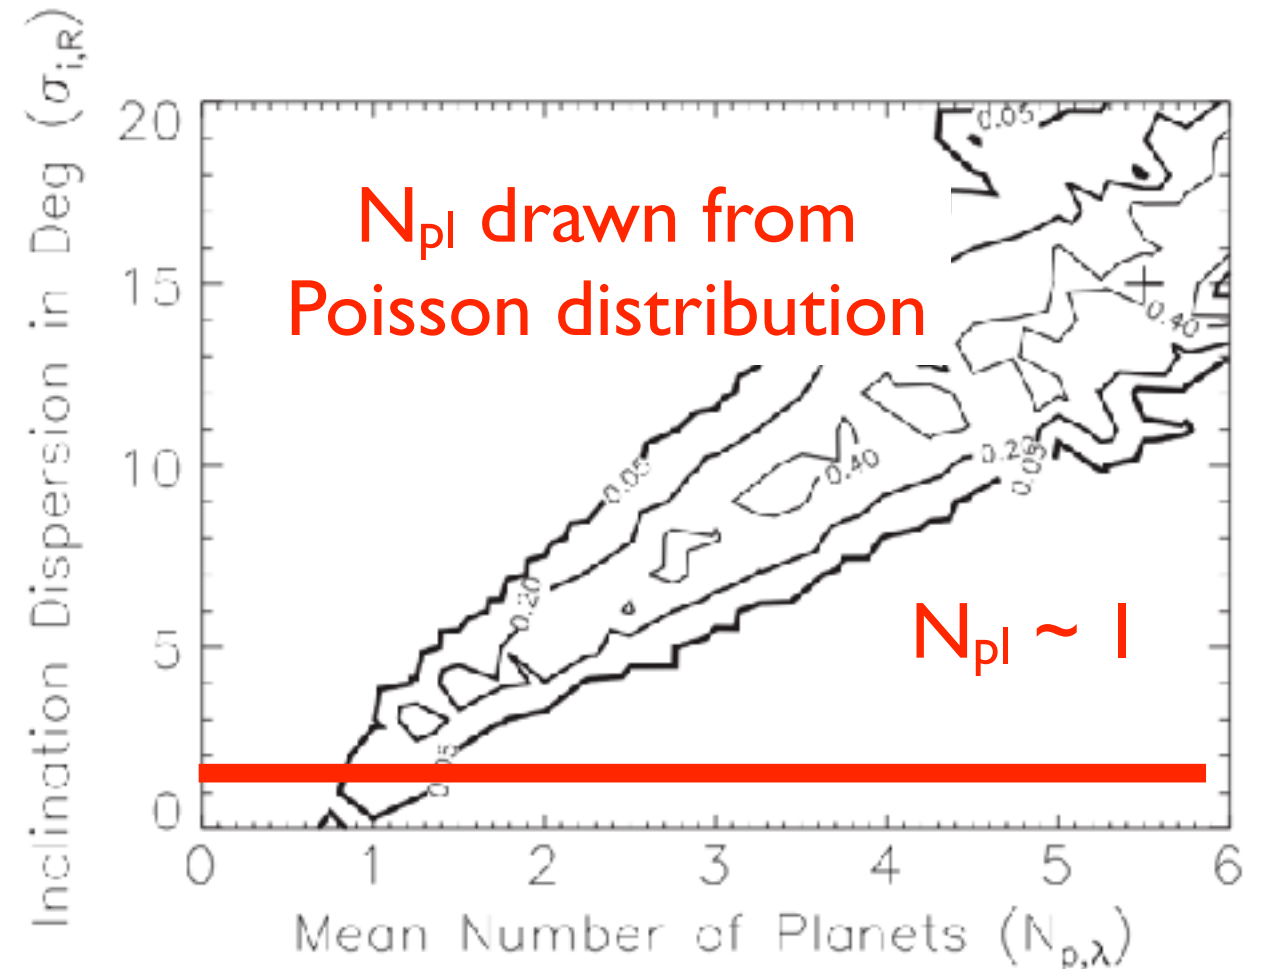 Inclination Dispersion in Deg (σi,R)
20
15
10
5
0
0.05
Npl drawn from
Poisson distribution
0.40
0.05
0.40
0.20
0.05
0.20
Npl ~ 1
0 1 2 3 4 5 6
Mean Number of Planets (Np,λ)